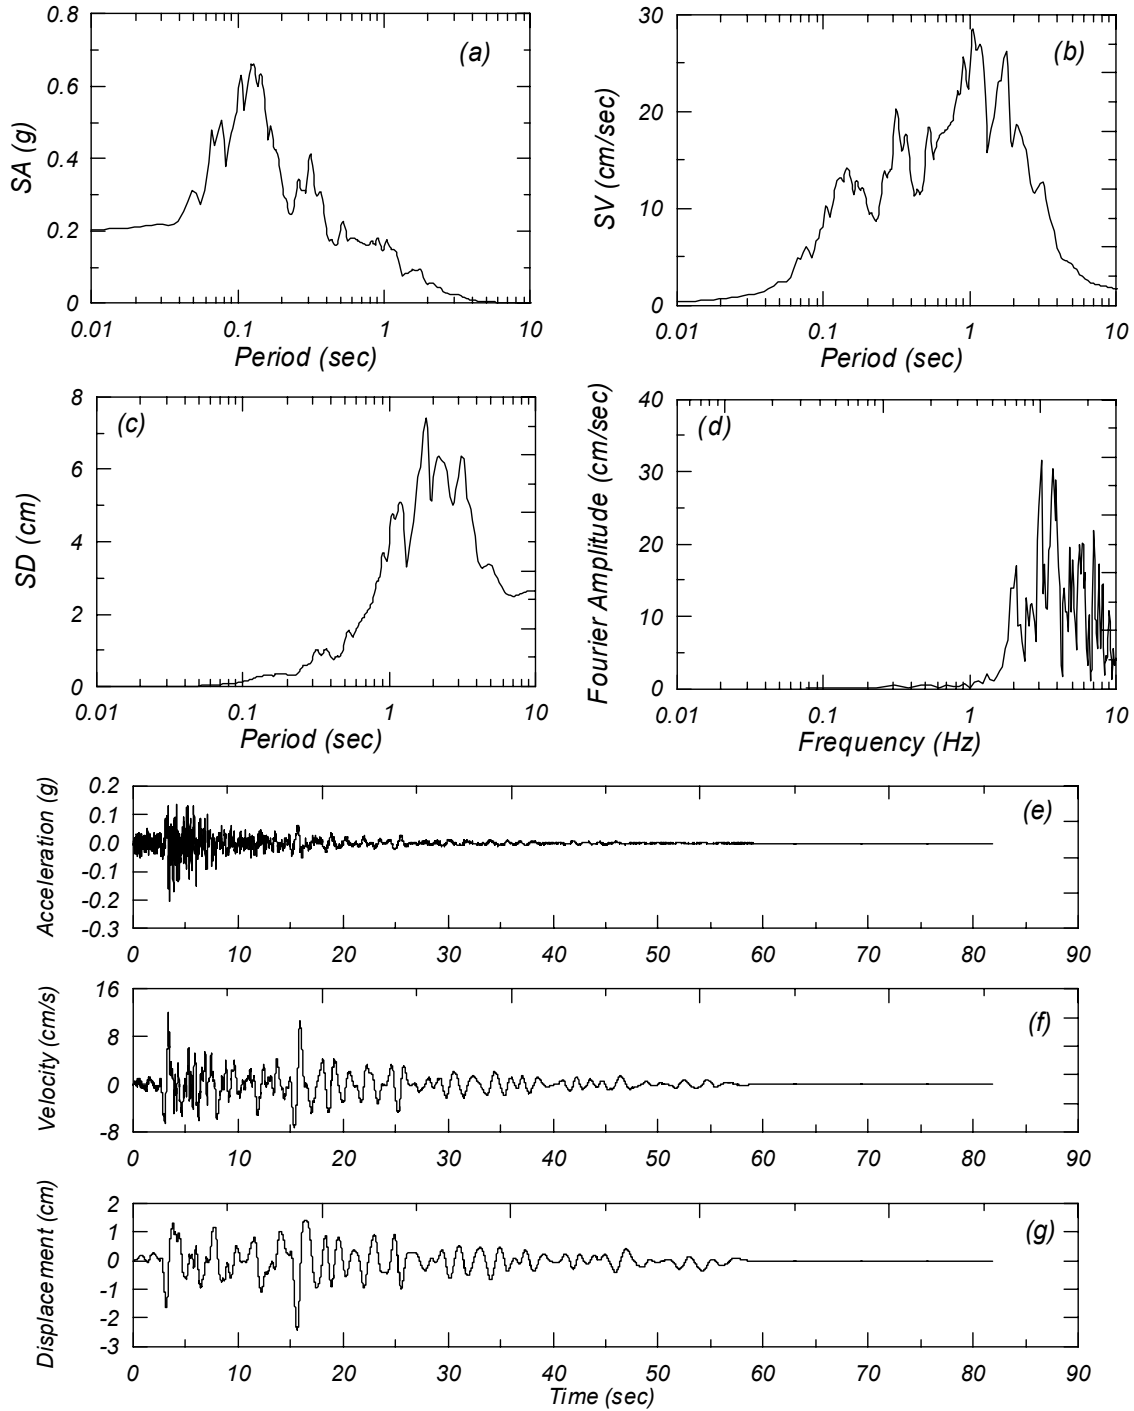 0.8
0.6
0.4
0.2
0
SA (g)
(a)
0.01 0.1 1 10
Period (sec)
30
20
10
0
SV (cm/sec)
(b)
0.01 0.1 1 10
Period (sec)
8
6
4
2
0
SD (cm)
(c)
0.01 0.1 1 10
Period (sec)
40
30
20
10
0
Fourier Amplitude (cm/sec)
(d)
0.01 0.1 1 10
Frequency (Hz)
0.2
0.1
0.0
-0.1
-0.2
-0.3
Acceleration (g)
(e)
0 10 20 30 40 50 60 70 80 90
16
8
0
-8
Velocity (cm/s)
(f)
0 10 20 30 40 50 60 70 80 90
2
1
0
-1
-2
-3
Displacement (cm)
(g)
0 10 20 30 40 50 60 70 80 90
Time (sec)